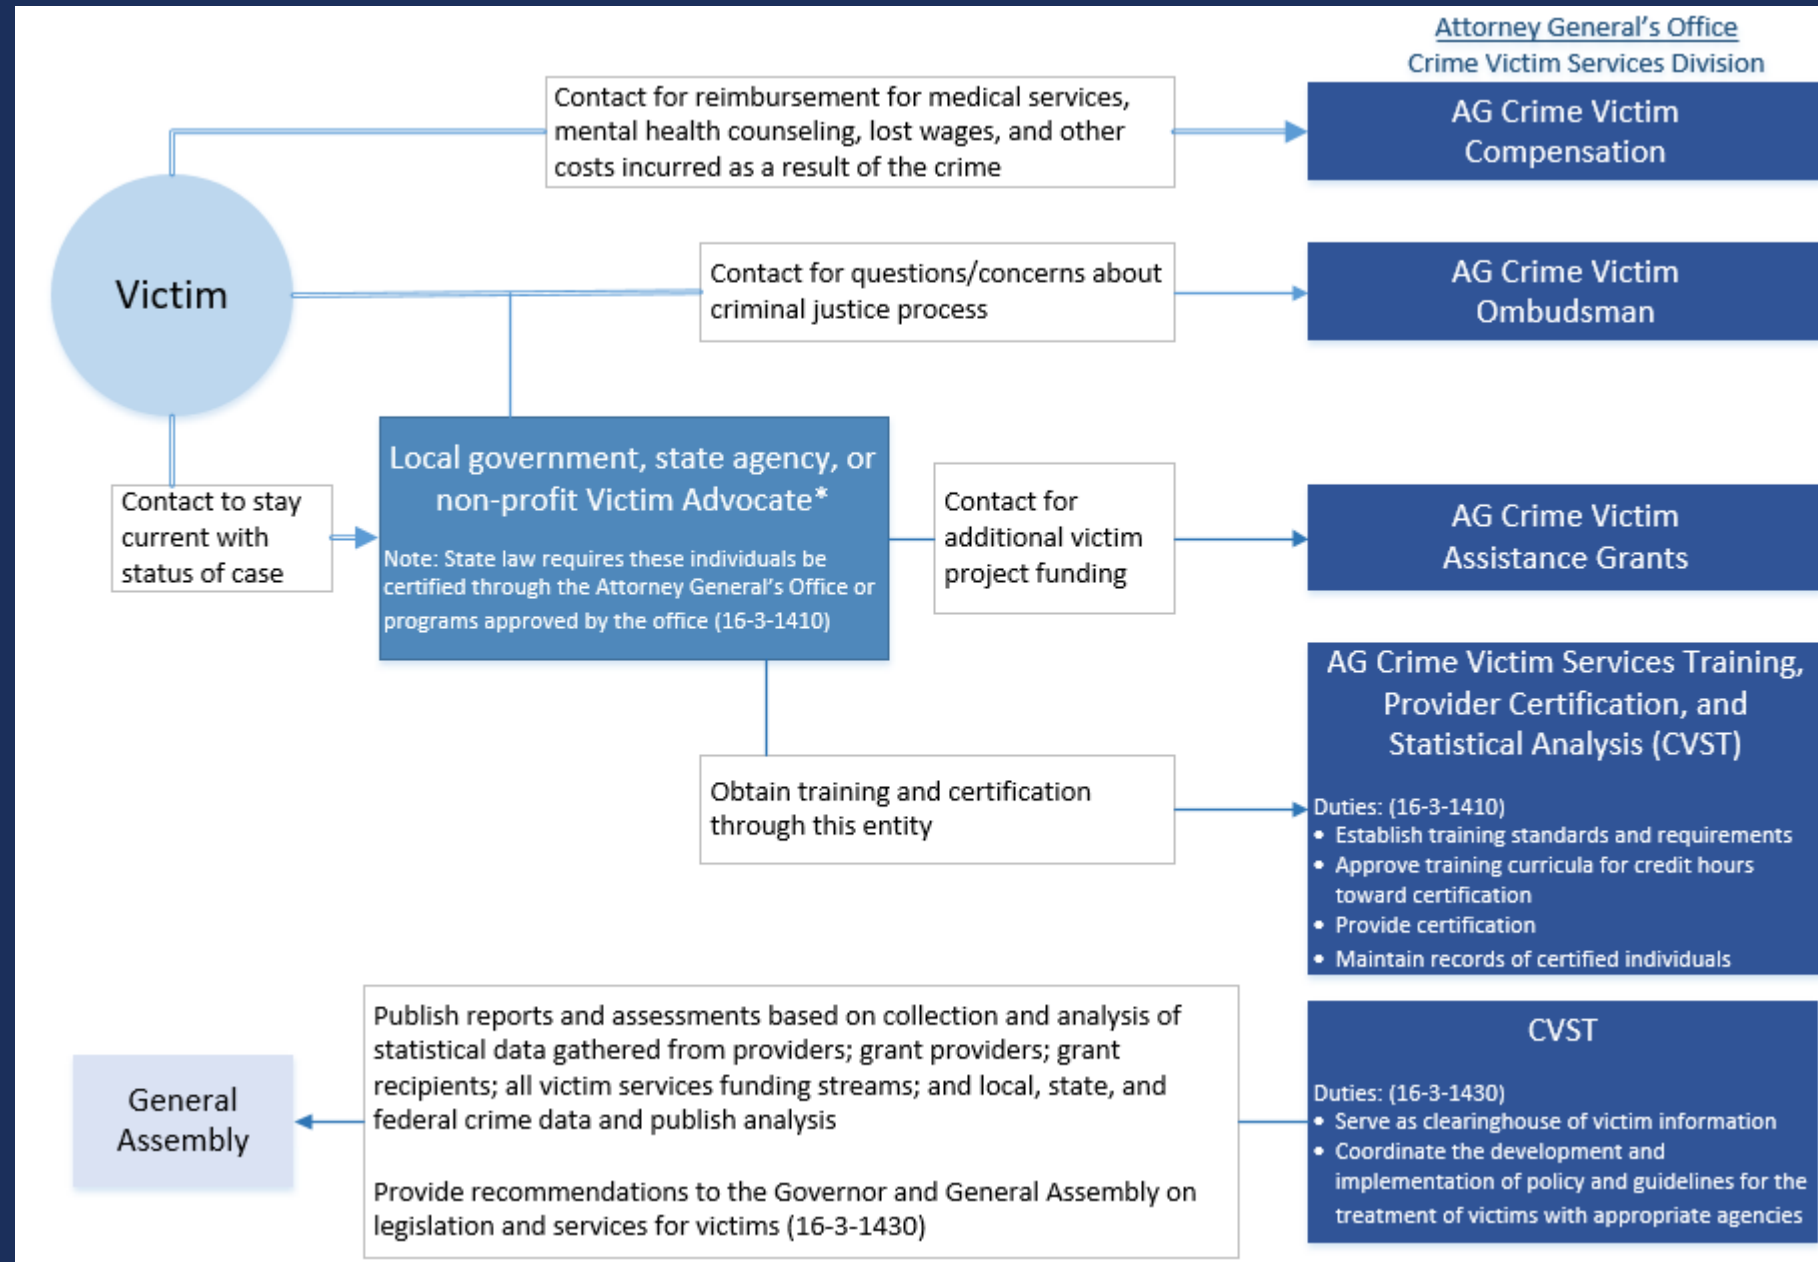 Attorney General's Office
Crime Victim Services Division
Contact for reimbursement for medical services,
mental health counseling, lost wages, and other
costs incurred as a result of the crime
AG Crime Victim
Compensation
Victim
Contact for questions/concerns about
criminal justice process
AG Crime Victim
Ombudsman
Contact to stay
current with
status of case
Local government, state agency, or
non-profit Victim Advocate*
Note: State law requires these individuals be
certified through the Attorney General's Office or
programs approved by the office (16-3-1410)
Contact for
additional victim
project funding
AG Crime Victim
Assistance Grants
Obtain training and certification
through this entity
AG Crime Victim Services Training,
Provider Certification, and
Statistical Analysis (CVST)
Duties: (16-3-1410)
• Establish training standards and requirements
• Approve training curricula for credit hours
toward certification
• Provide certification
• Maintain records of certified individuals
General
Assembly
Publish reports and assessments based on collection and analysis of
statistical data gathered from providers; grant providers; grant
recipients; all victim services funding streams; and local, state, and
federal crime data and publish analysis
Provide recommendations to the Governor and General Assembly on
legislation and services for victims (16-3-1430)
CVST
Duties: (16-3-1430)
• Serve as clearinghouse of victim information
• Coordinate the development and
implementation of policy and guidelines for the
treatment of victims with appropriate agencies